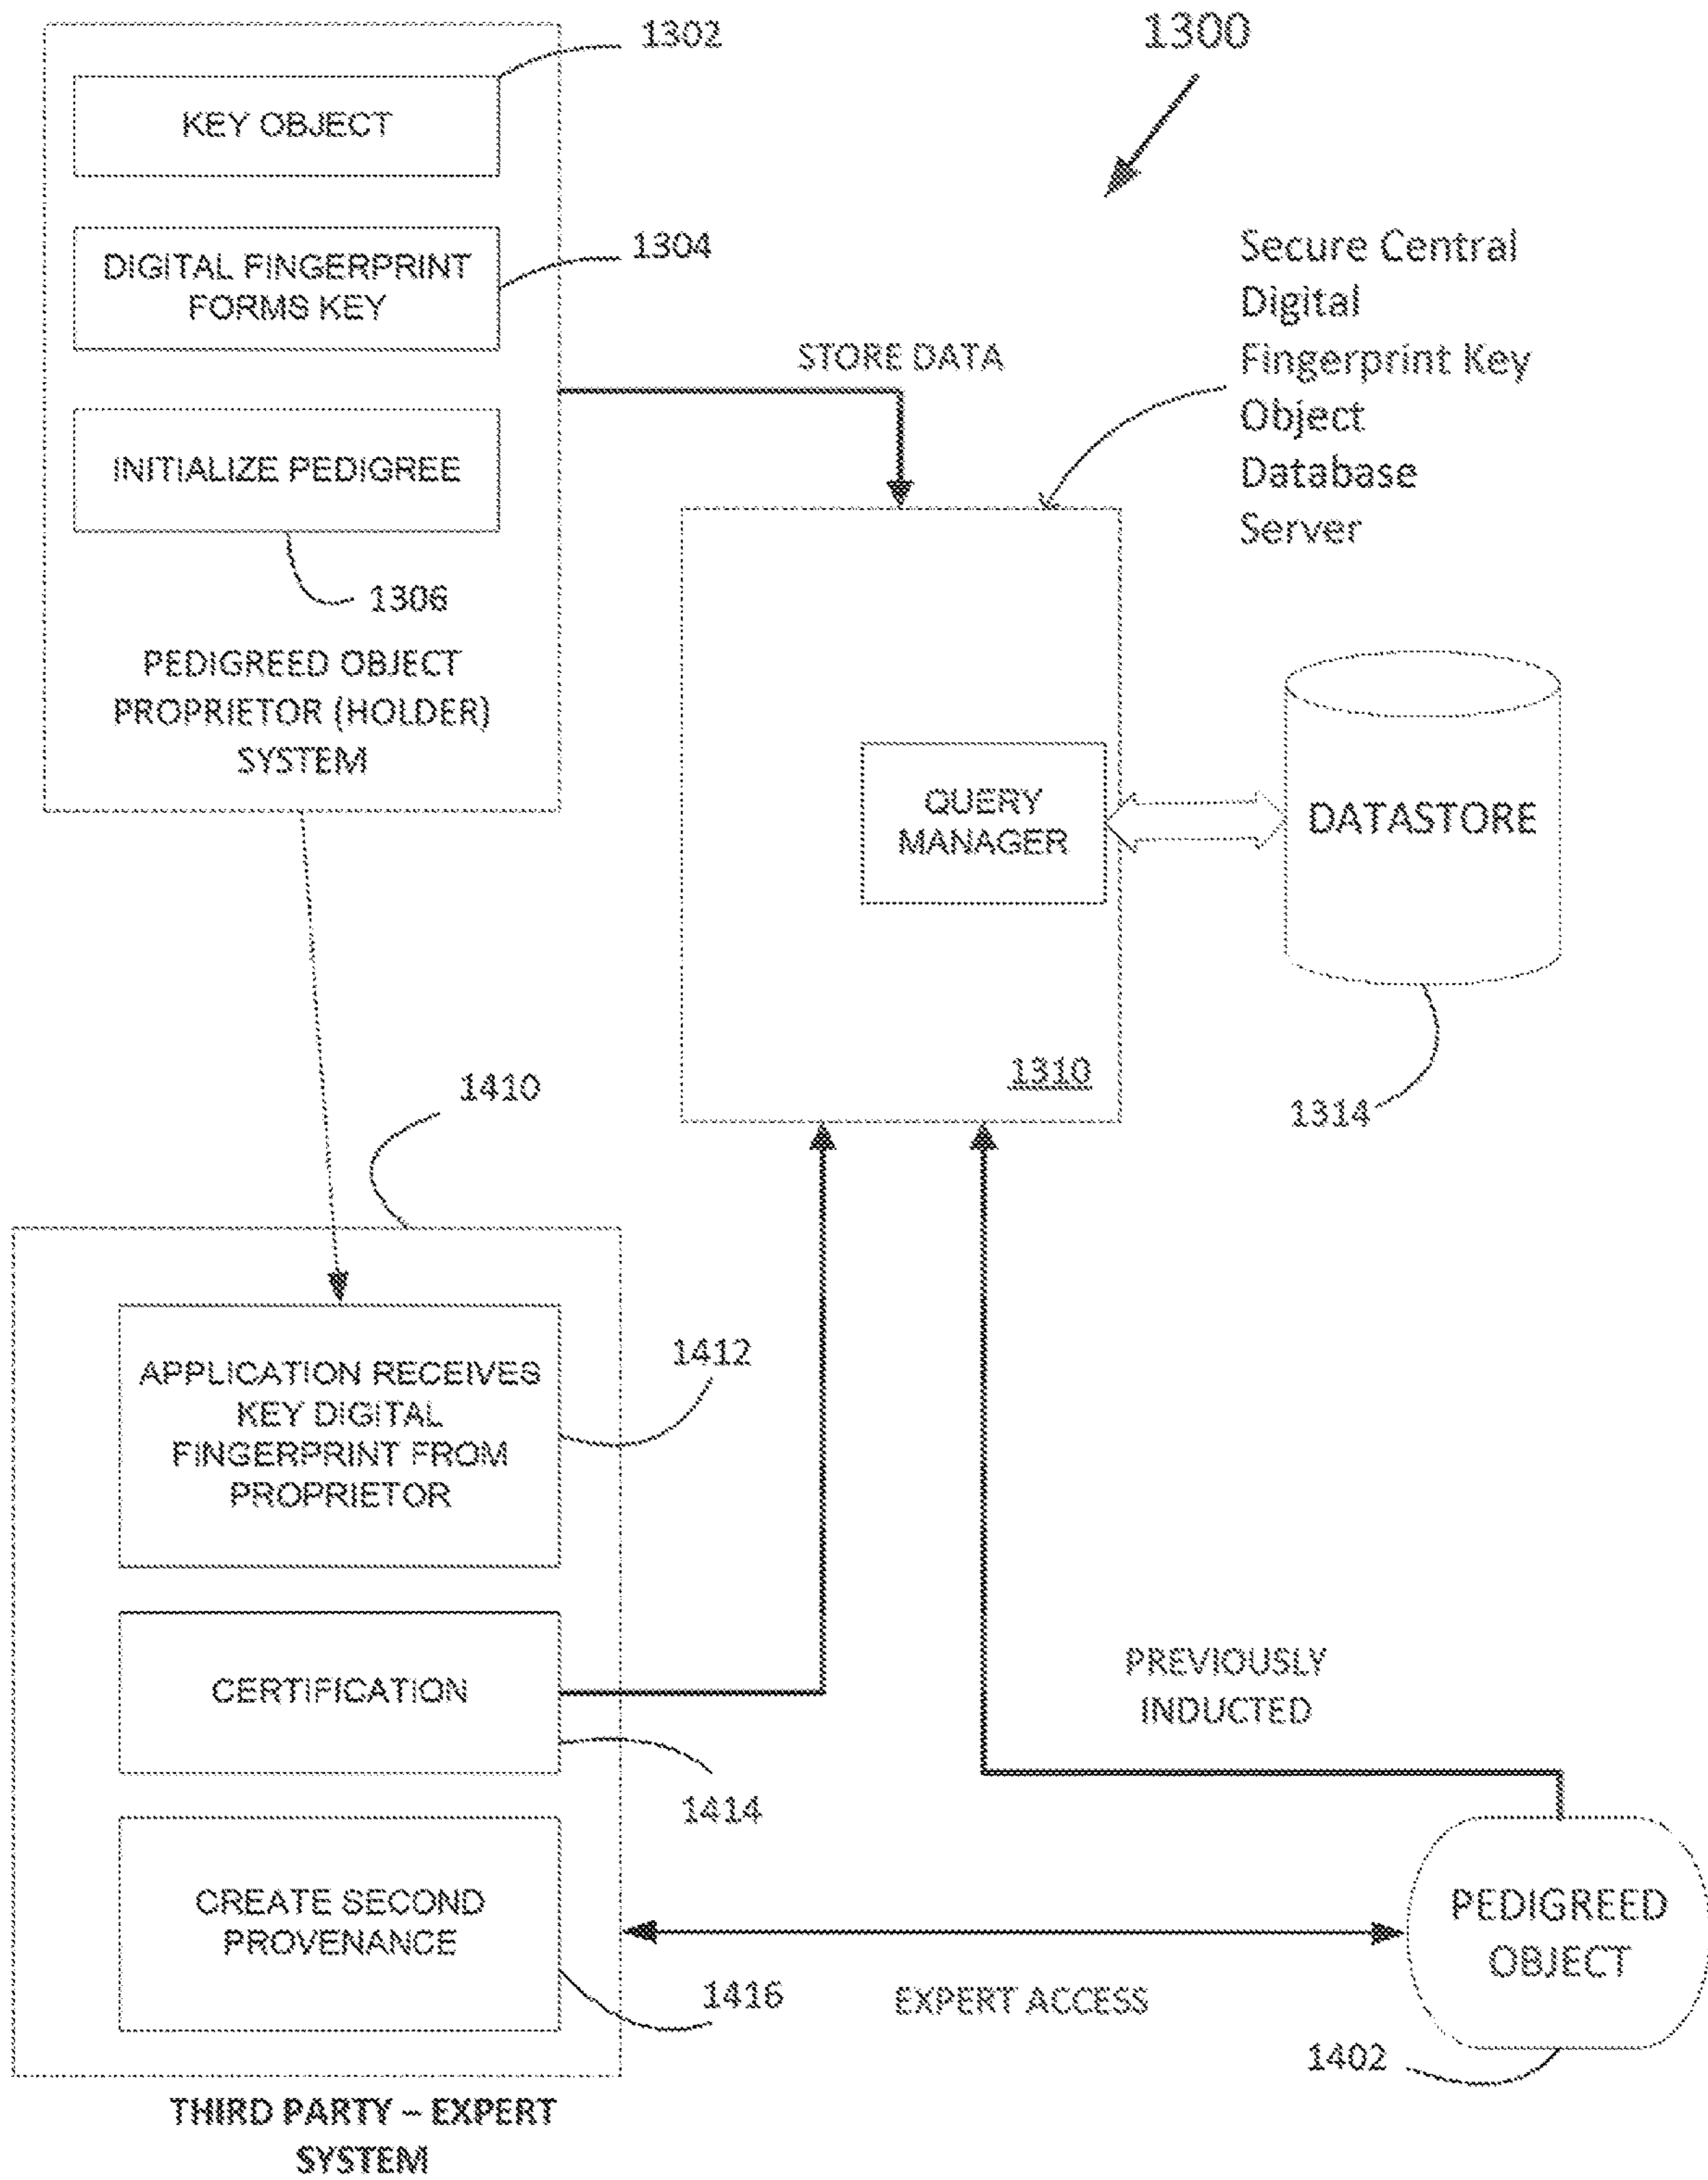 1302
1300
KEY OBJECT
DIGITAL FINGERPRINT
FORMS KEY
1304
INITIALIZE PEDIGREE
1306
PEDIGREED OBJECT
PROPRIETOR (HOLDER)
SYSTEM
STORE DATA
Secure Central
Digital
Fingerprint Key
Object
Database
Server
QUERY
MANAGER
DATASTORE
1310
1314
1410
APPLICATION RECEIVES
KEY DIGITAL
FINGERPRINT FROM
PROPRIETOR
1412
CERTIFICATION
1414
CREATE SECOND
PROVENANCE
1416
PREVIOUSLY
INDUCTED
EXPERT ACCESS
PEDIGREED
OBJECT
1402
THIRD PARTY – EXPERT
SYSTEM